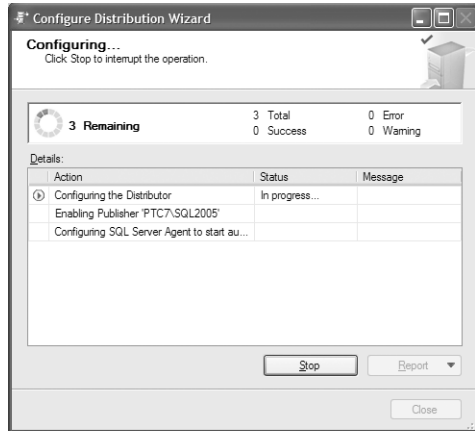 Configure Distribution Wizard
Configuring...
Click Stop to interrupt the operation.
3 Remaining
3 Total
0 Error
0 Success
0 Warning
Details:
Action Status Message
Configuring the Distributor In progress...
Enabling Publisher 'PTC7\SQL2005'
Configuring SQL Server Agent to start au...
Stop
Report
Close